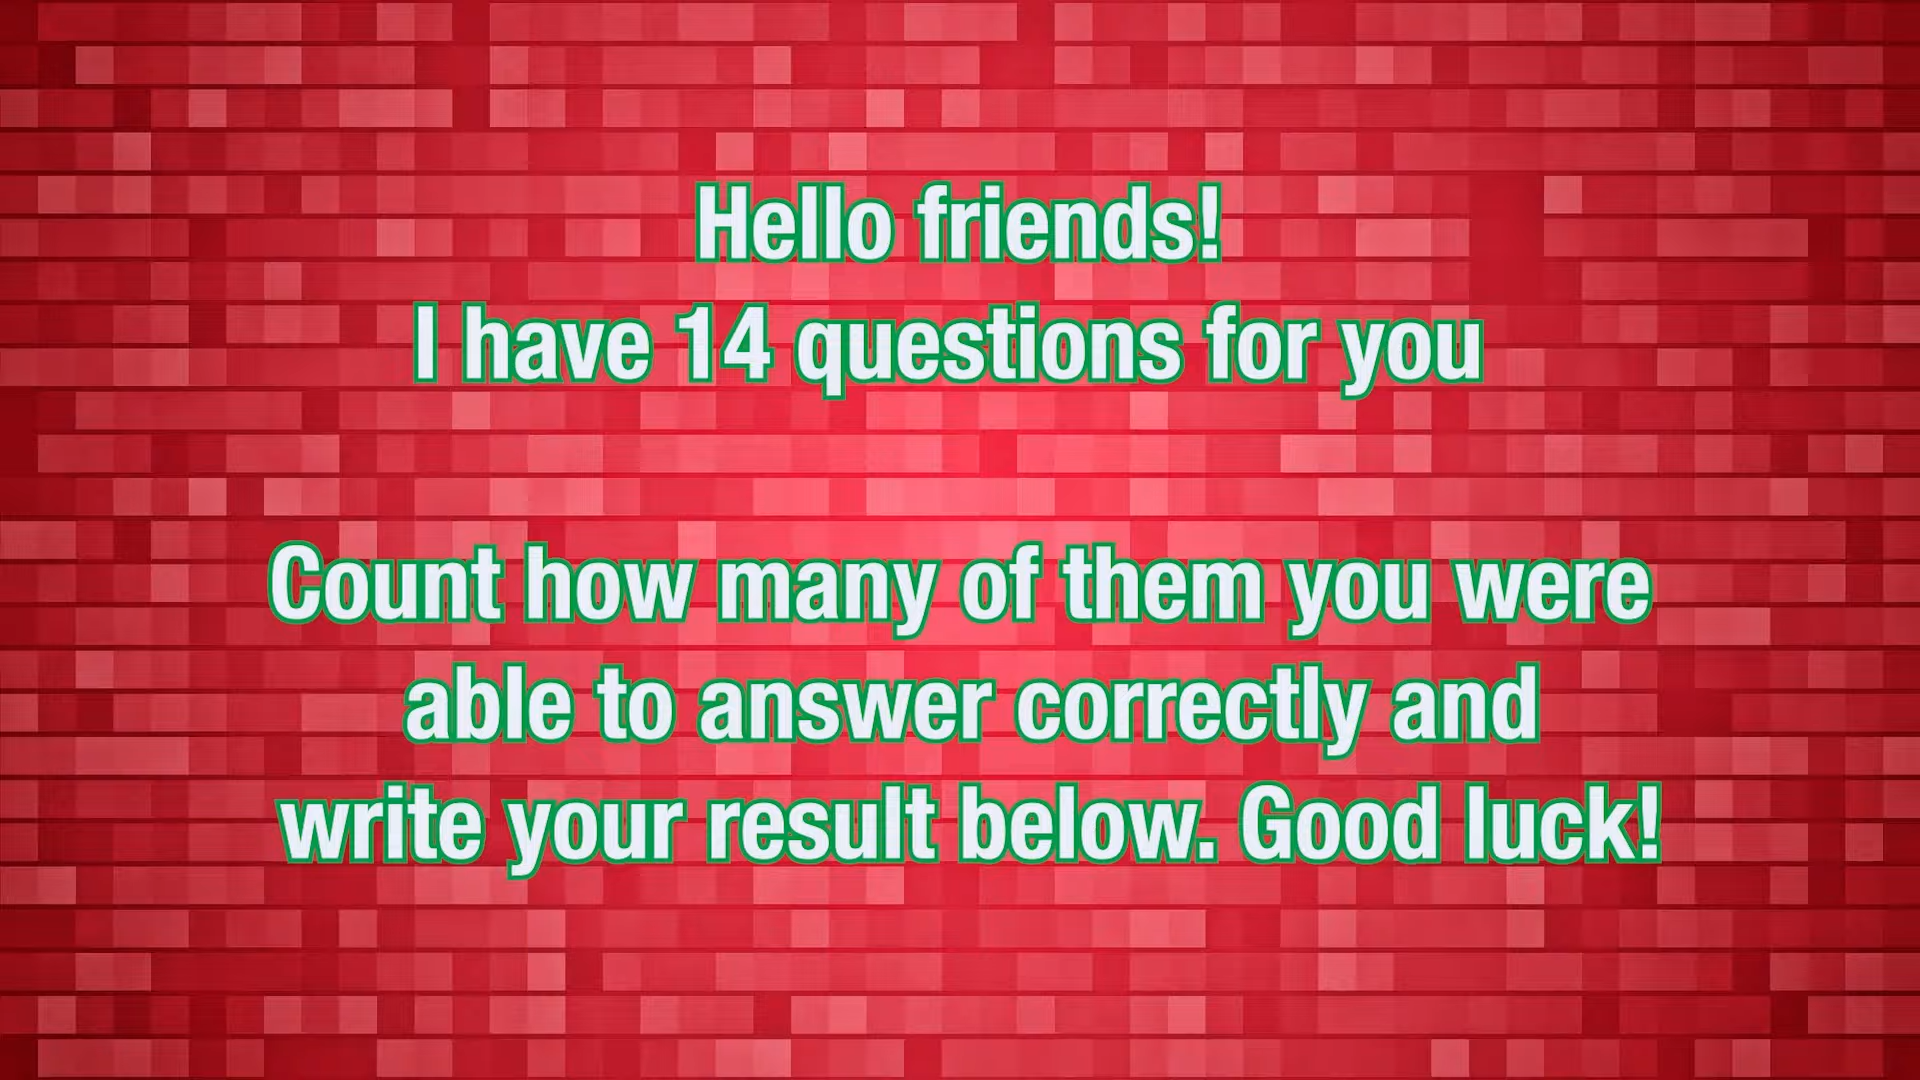 Hello friends!
I have 14 questions for you
Count how many of them you were
able to answer correctly and
write your result below. Good luck!